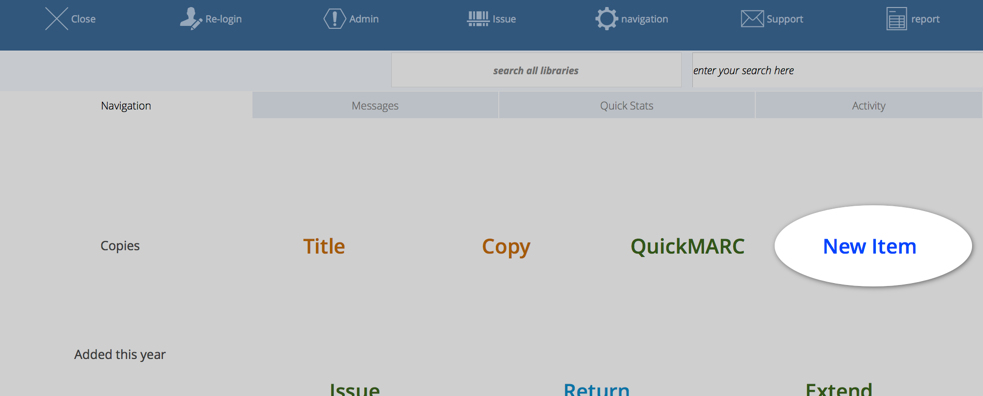 Close Re-login Admin Issue navigation Support report
search all libraries enter your search here
Navigation Messages Quick Stats Activity
Copies Title Copy QuickMARC New Item
Added this year
Issue Return Extend